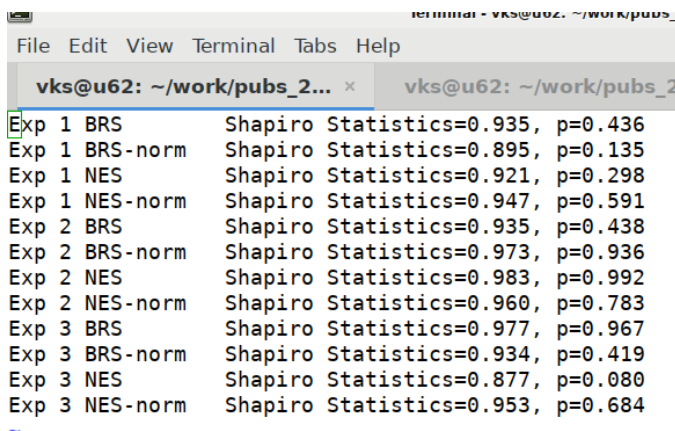 Terminal - vks@u62: ~/work/pubs_
File Edit View Terminal Tabs Help
vks@u62: ~/work/pubs_2... × vks@u62: ~/work/pubs_2
Exp 1 BRS Shapiro Statistics=0.935, p=0.436
Exp 1 BRS-norm Shapiro Statistics=0.895, p=0.135
Exp 1 NES Shapiro Statistics=0.921, p=0.298
Exp 1 NES-norm Shapiro Statistics=0.947, p=0.591
Exp 2 BRS Shapiro Statistics=0.935, p=0.438
Exp 2 BRS-norm Shapiro Statistics=0.973, p=0.936
Exp 2 NES Shapiro Statistics=0.983, p=0.992
Exp 2 NES-norm Shapiro Statistics=0.960, p=0.783
Exp 3 BRS Shapiro Statistics=0.977, p=0.967
Exp 3 BRS-norm Shapiro Statistics=0.934, p=0.419
Exp 3 NES Shapiro Statistics=0.877, p=0.080
Exp 3 NES-norm Shapiro Statistics=0.953, p=0.684